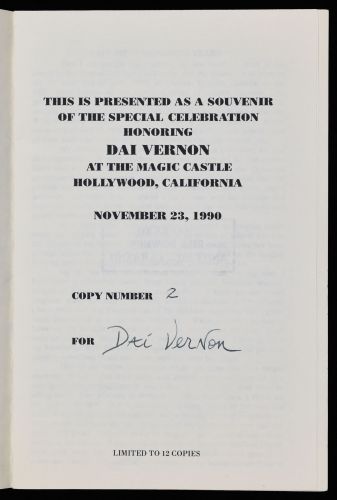 THIS IS PRESENTED AS A SOUVENIR
OF THE SPECIAL CELEBRATION
HONORING
DAI VERNON
AT THE MAGIC CASTLE
HOLLYWOOD, CALIFORNIA
NOVEMBER 23, 1990
COPY NUMBER 2
FOR Dai Vernon
LIMITED TO 12 COPIES